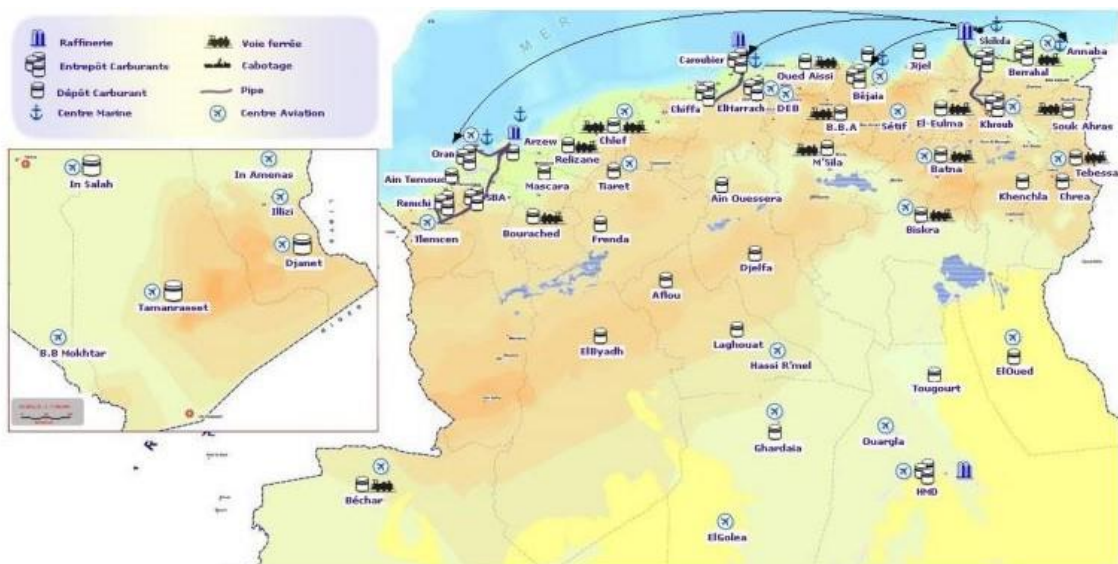 Raffinerie
Voie ferrée
Entrepôt Carburants
Cabotage
Dépôt Carburant
Pipe
Centre Marine
Centre Aviation
MER
Skikda
Annaba
Caroubier
Oued Aissi
Jijel
Berrahal
Béjaia
Chiffa
ElHarrach
DEB
B.B.A
Sétif
El-Eulma
Khroub
Souk Ahras
Arzew
Chlef
Oran
Relizane
M'Sila
Batna
Tebessa
Ain Temouc
Mascara
Tiaret
Ain Ouessera
Khenchla
Chrea
Remchi
SBA
Tlemcen
Bourached
Frenda
Biskra
Djelfa
Aflou
ElByadh
Laghouat
Hassi R'mel
ElOued
Tougourt
Ghardaia
Ouargla
Béchar
HMD
ElGolea
In Salah
In Amenas
Illizi
Djanet
Tamanrasset
B.B Mokhtar